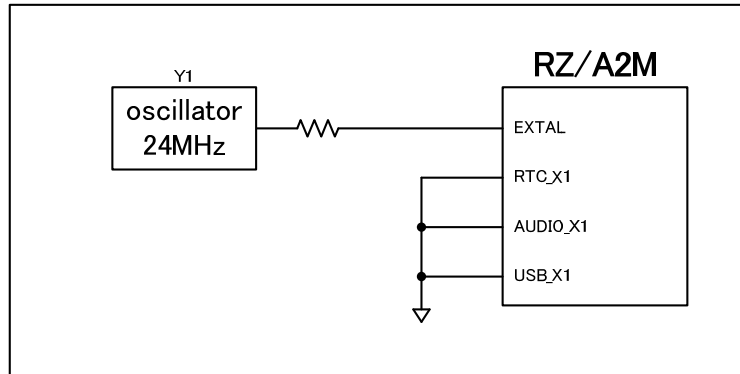 Y1
oscillator
24MHz
RZ/A2M
EXTAL
RTC_X1
AUDIO_X1
USB_X1